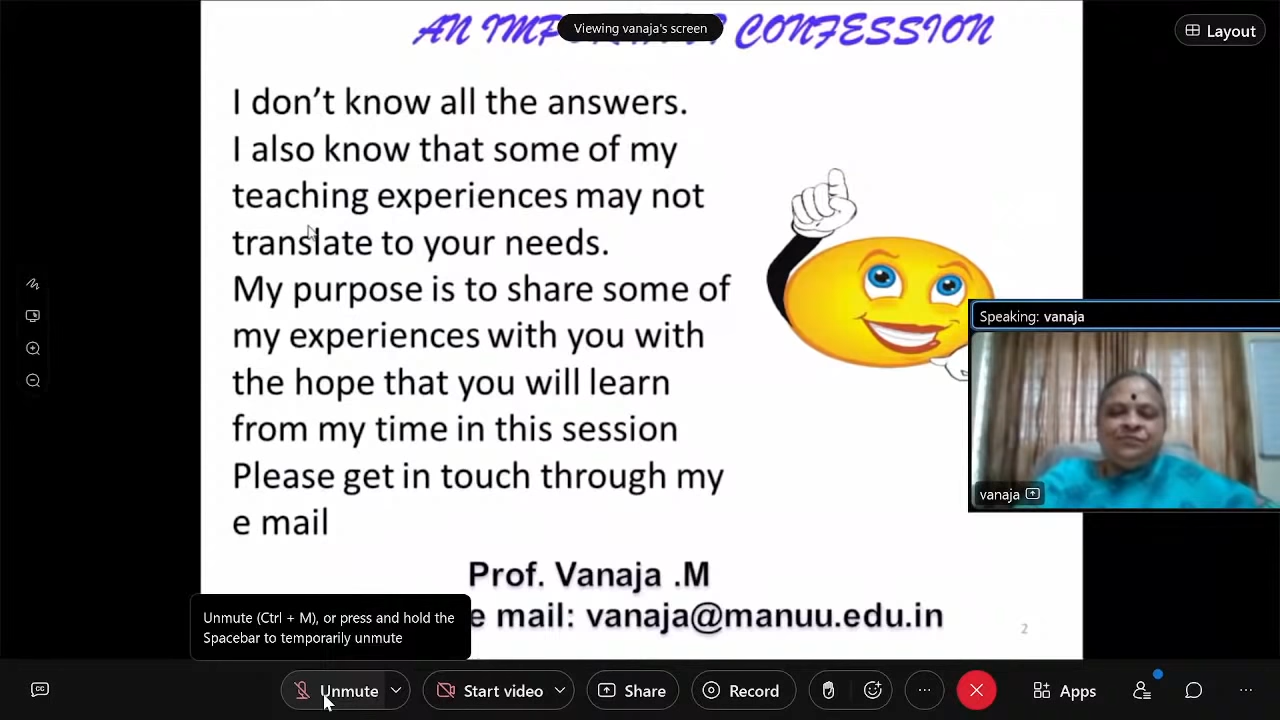 AN CONFESSION
Viewing vanaja's screen
Layout
I don't know all the answers.
I also know that some of my
teaching experiences may not
translate to your needs.
My purpose is to share some of
my experiences with you with
the hope that you will learn
from my time in this session
Please get in touch through my
e mail
Prof. Vanaja .M
e mail: vanaja@manuu.edu.in
2
Speaking: vanaja
vanaja
Unmute (Ctrl + M), or press and hold the
Spacebar to temporarily unmute
CC
Unmute
Start video
Share
Record
Apps